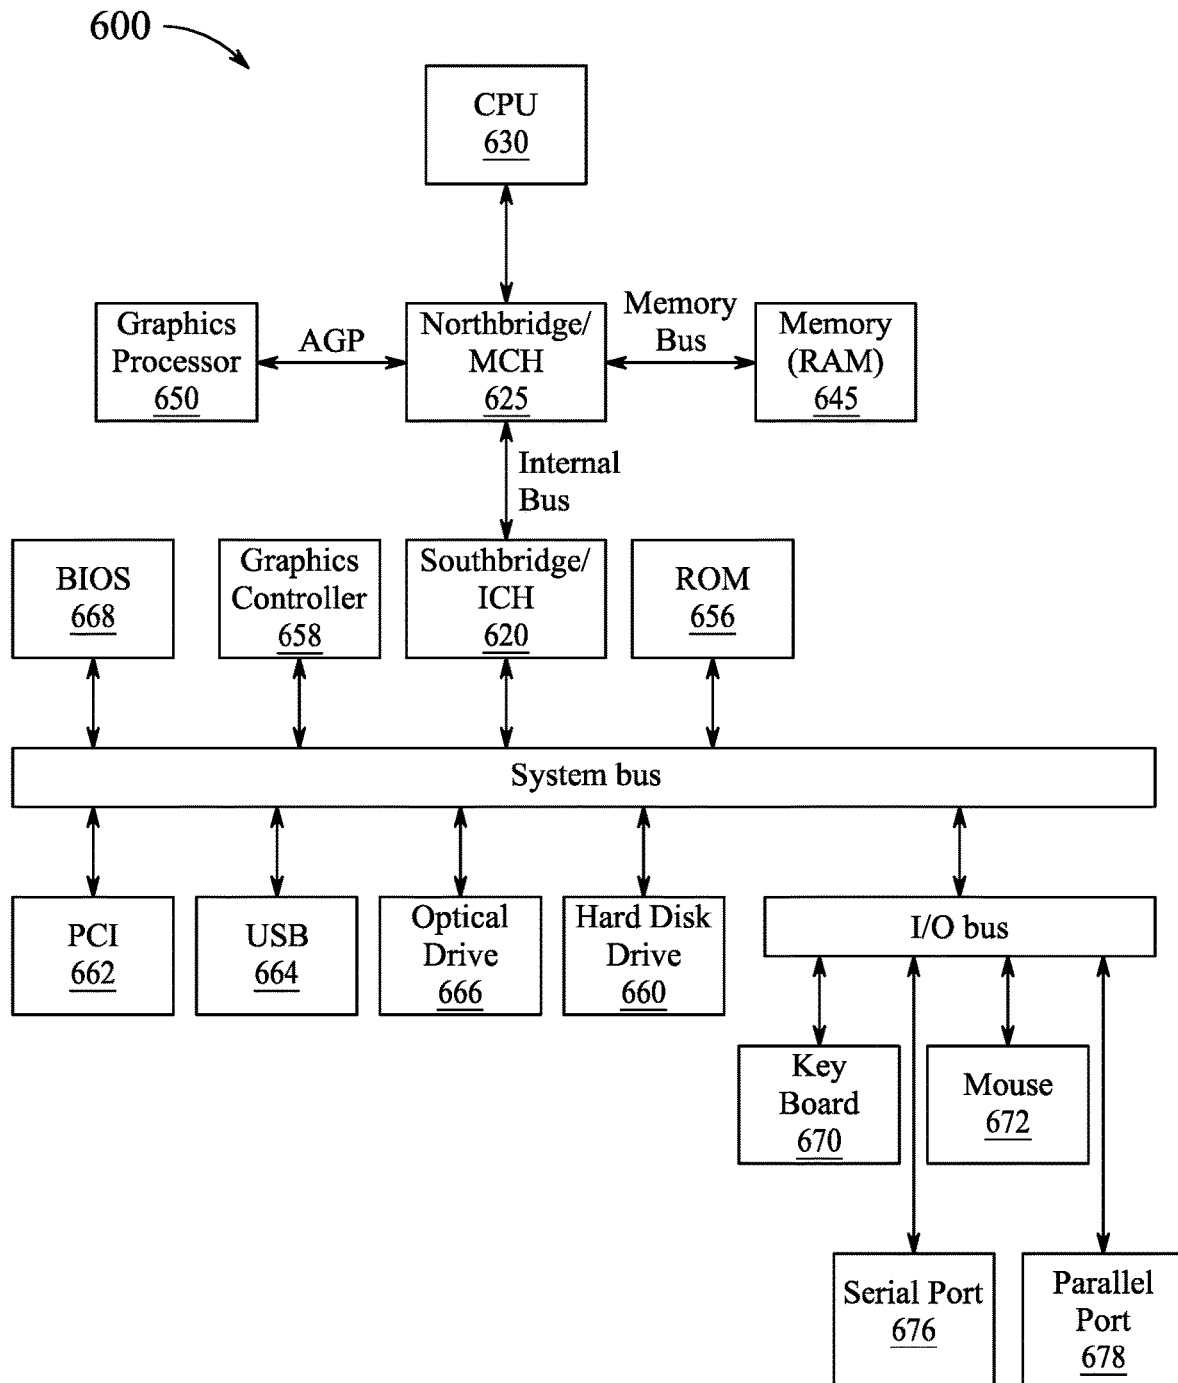 600
CPU
630
Graphics
Processor
650
AGP
Northbridge/
MCH
625
Memory
Bus
Memory
(RAM)
645
Internal
Bus
BIOS
668
Graphics
Controller
658
Southbridge/
ICH
620
ROM
656
System bus
PCI
662
USB
664
Optical
Drive
666
Hard Disk
Drive
660
I/O bus
Key
Board
670
Mouse
672
Serial Port
676
Parallel
Port
678